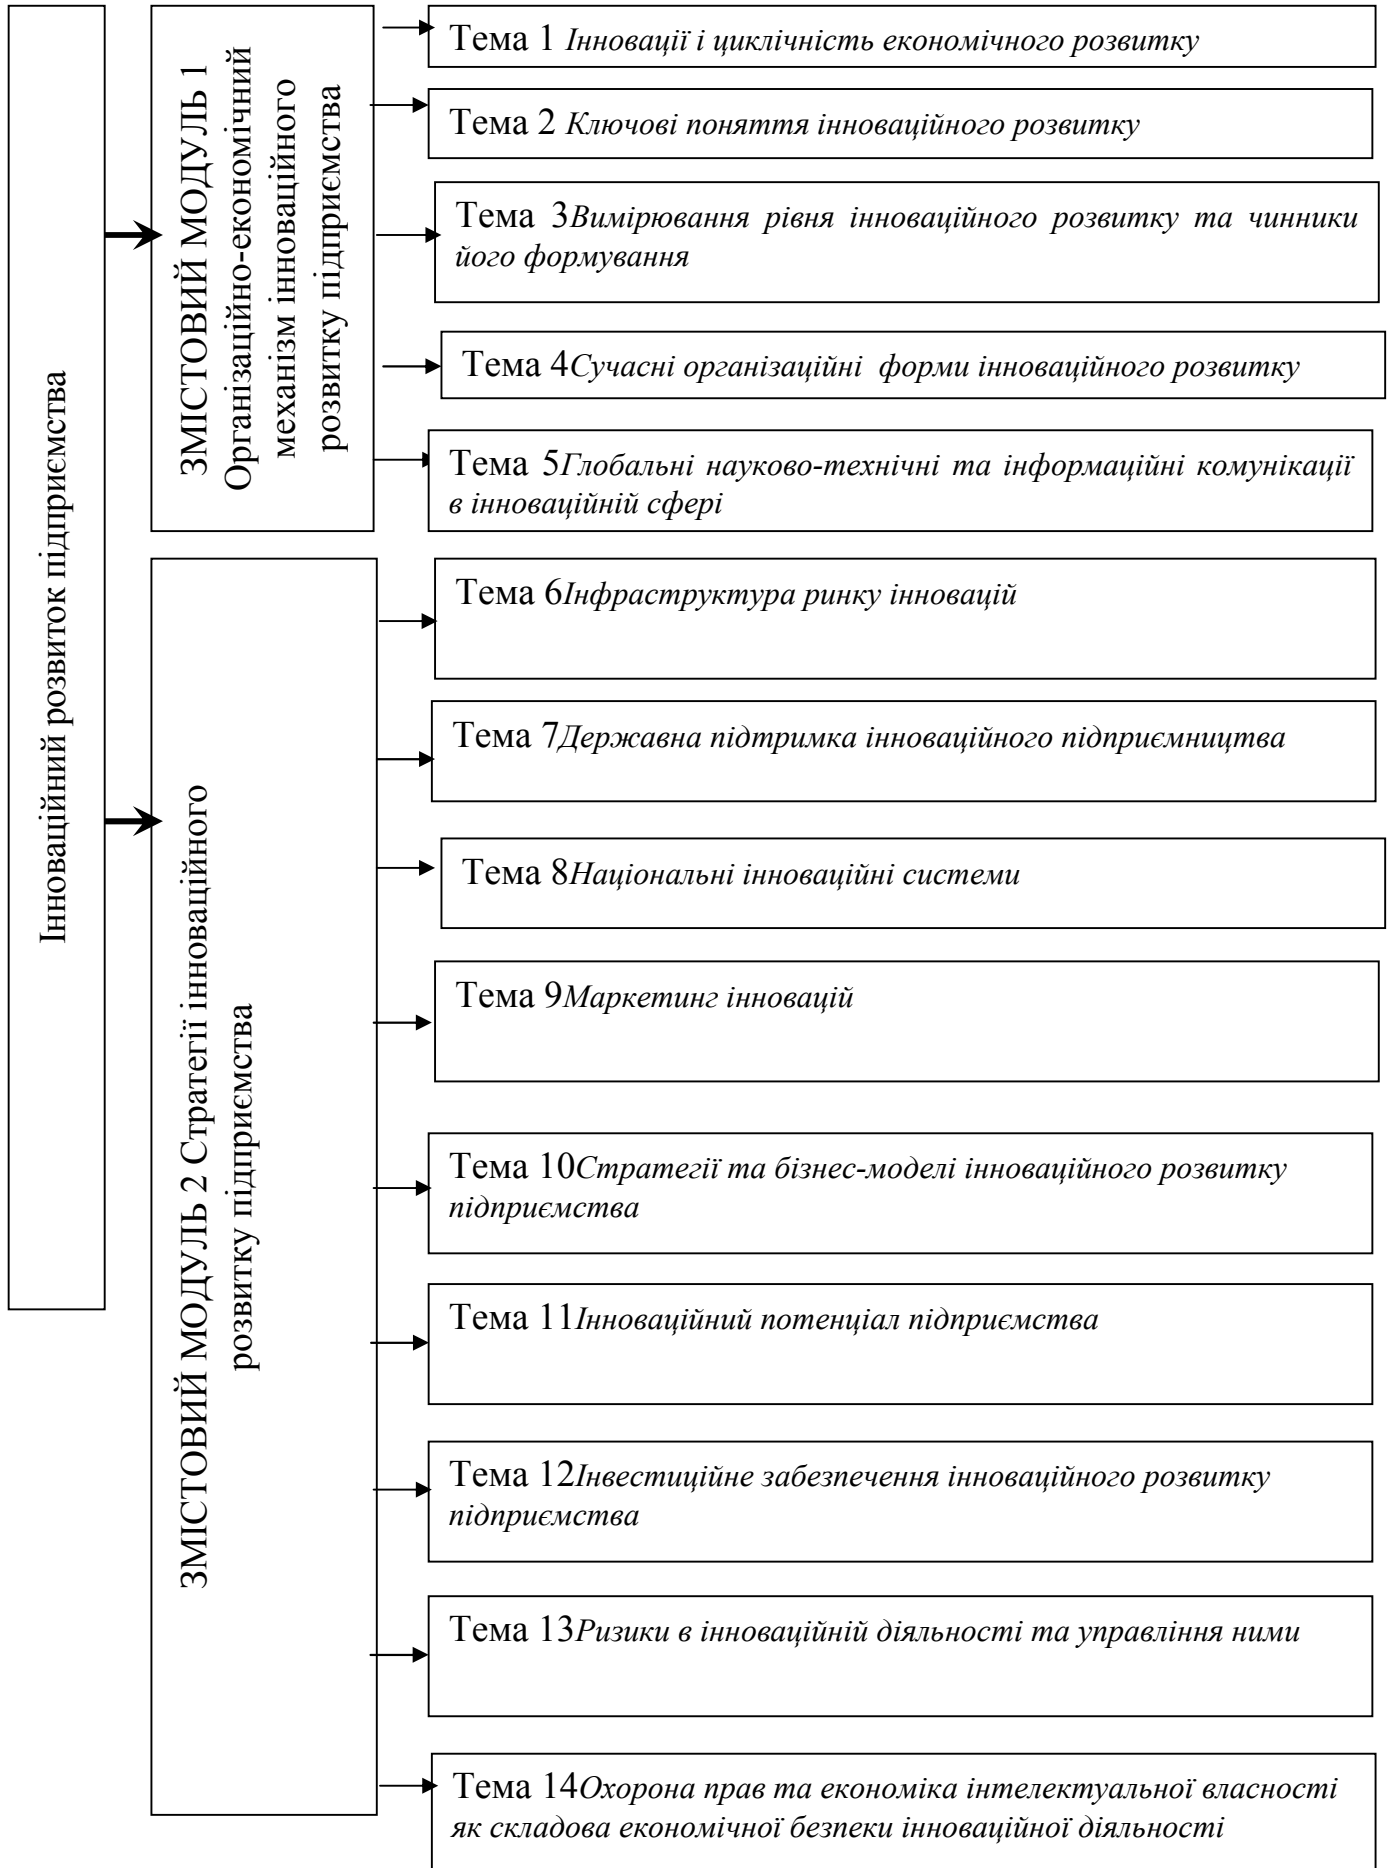 Інноваційний розвиток підприємства
ЗМІСТОВИЙ МОДУЛЬ 1
Організаційно-економічний
механізм інноваційного
розвитку підприємства
Тема 1 Інновації і циклічність економічного розвитку
Тема 2 Ключові поняття інноваційного розвитку
Тема 3Вимірювання рівня інноваційного розвитку та чинники
його формування
Тема 4Сучасні організаційні форми інноваційного розвитку
Тема 5Глобальні науково-технічні та інформаційні комунікації
в інноваційній сфері
ЗМІСТОВИЙ МОДУЛЬ 2 Стратегії інноваційного
розвитку підприємства
Тема 6Інфраструктура ринку інновацій
Тема 7Державна підтримка інноваційного підприємництва
Тема 8Національні інноваційні системи
Тема 9Маркетинг інновацій
Тема 10Стратегії та бізнес-моделі інноваційного розвитку
підприємства
Тема 11Інноваційний потенціал підприємства
Тема 12Інвестиційне забезпечення інноваційного розвитку
підприємства
Тема 13Ризики в інноваційній діяльності та управління ними
Тема 14Охорона прав та економіка інтелектуальної власності
як складова економічної безпеки інноваційної діяльності